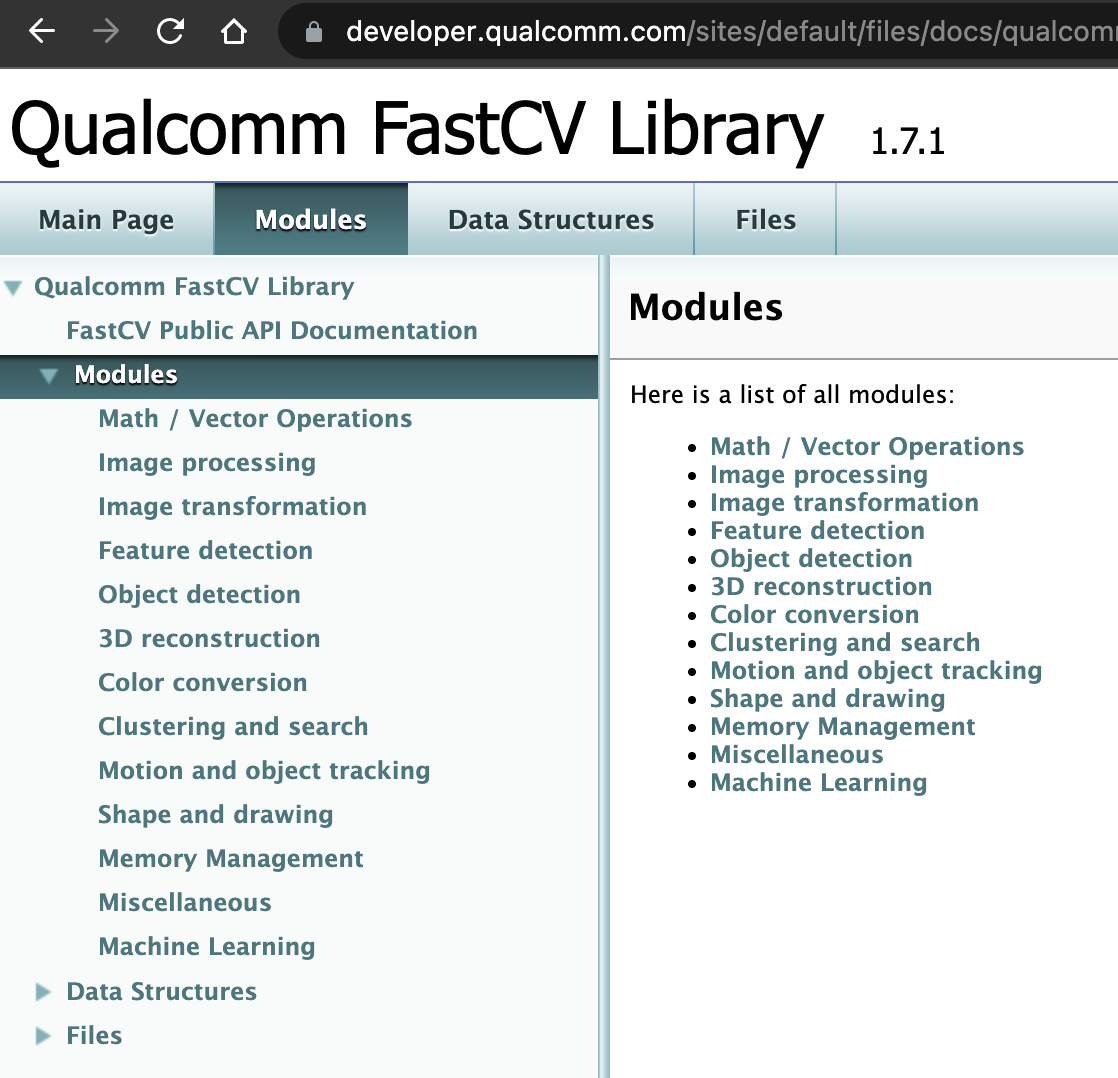 developer.qualcomm.com/sites/default/files/docs/qualcom
Qualcomm FastCV Library 1.7.1
Main Page Modules Data Structures Files
Qualcomm FastCV Library
FastCV Public API Documentation
Modules
Math / Vector Operations
Image processing
Image transformation
Feature detection
Object detection
3D reconstruction
Color conversion
Clustering and search
Motion and object tracking
Shape and drawing
Memory Management
Miscellaneous
Machine Learning
Data Structures
Files
Modules
Here is a list of all modules:
• Math / Vector Operations
• Image processing
• Image transformation
• Feature detection
• Object detection
• 3D reconstruction
• Color conversion
• Clustering and search
• Motion and object tracking
• Shape and drawing
• Memory Management
• Miscellaneous
• Machine Learning